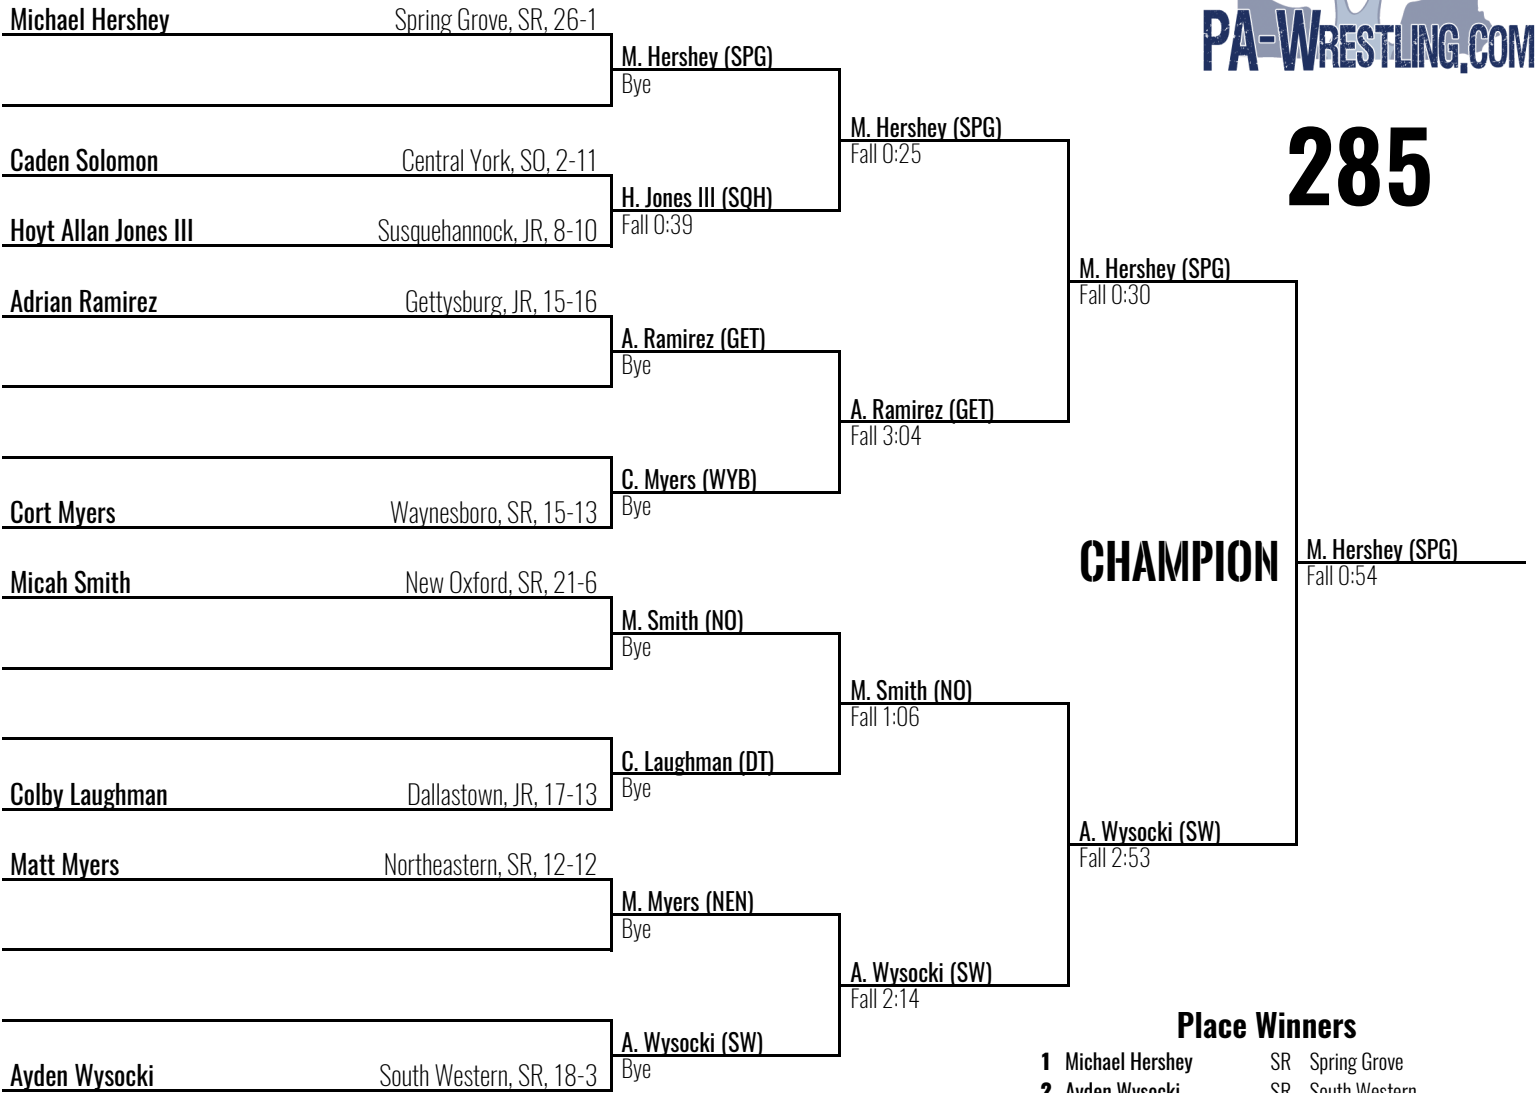 Michael Hershey Spring Grove, SR, 26-1
PA-WRESTLING.COM
M. Hershey (SPG)
Bye
M. Hershey (SPG)
Fall 0:25
285
Caden Solomon Central York, SO, 2-11
H. Jones III (SQH)
Fall 0:39
Hoyt Allan Jones III Susquehannock, JR, 8-10
M. Hershey (SPG)
Fall 0:30
Adrian Ramirez Gettysburg, JR, 15-16
A. Ramirez (GET)
Bye
A. Ramirez (GET)
Fall 3:04
C. Myers (WYB)
Bye
Cort Myers Waynesboro, SR, 15-13
CHAMPION
M. Hershey (SPG)
Fall 0:54
Micah Smith New Oxford, SR, 21-6
M. Smith (NO)
Bye
M. Smith (NO)
Fall 1:06
C. Laughman (DT)
Bye
Colby Laughman Dallastown, JR, 17-13
A. Wysocki (SW)
Fall 2:53
Matt Myers Northeastern, SR, 12-12
M. Myers (NEN)
Bye
A. Wysocki (SW)
Fall 2:14
A. Wysocki (SW)
Bye
Ayden Wysocki South Western, SR, 18-3
Place Winners
1 Michael Hershey SR Spring Grove
2 Ayden Wysocki SR South Western